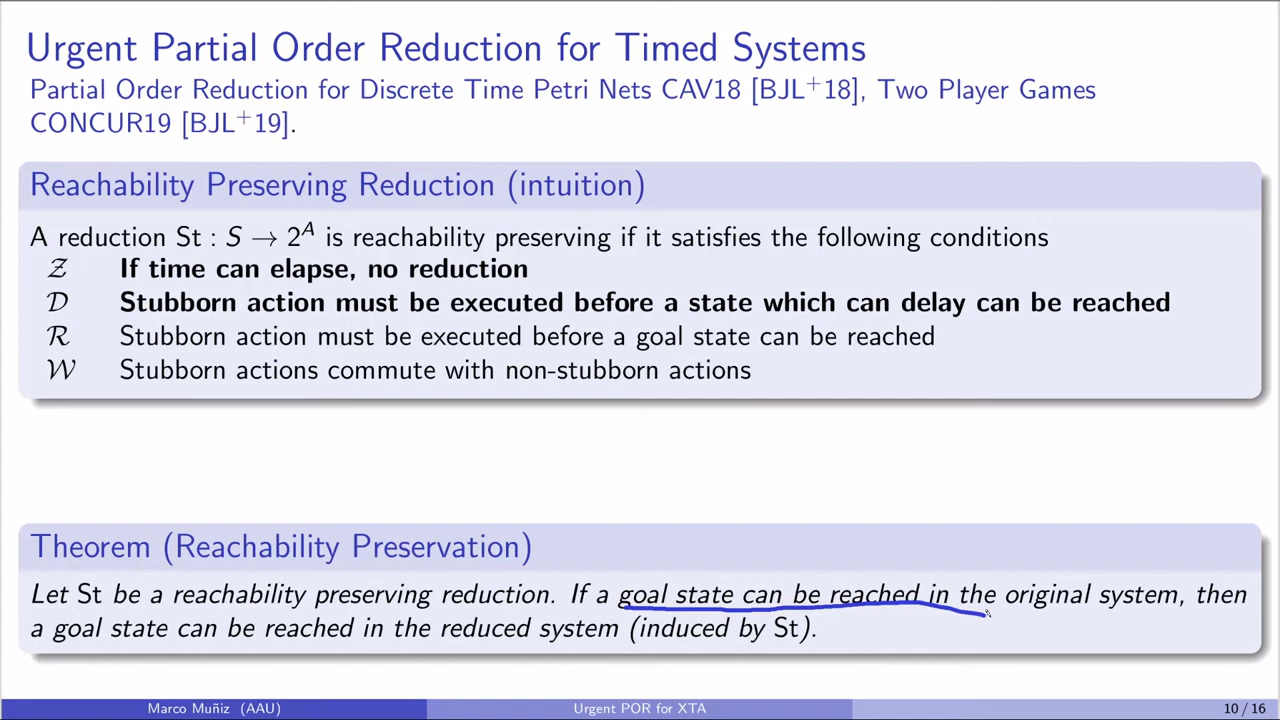 Urgent Partial Order Reduction for Timed Systems
Partial Order Reduction for Discrete Time Petri Nets CAV18 [BJL+18], Two Player Games
CONCUR19 [BJL+19].
Reachability Preserving Reduction (intuition)
A reduction St : S → 2^A is reachability preserving if it satisfies the following conditions
𝒵 If time can elapse, no reduction
𝒟 Stubborn action must be executed before a state which can delay can be reached
ℛ Stubborn action must be executed before a goal state can be reached
𝒲 Stubborn actions commute with non-stubborn actions
Theorem (Reachability Preservation)
Let St be a reachability preserving reduction. If a goal state can be reached in the original system, then
a goal state can be reached in the reduced system (induced by St).
Marco Muñiz (AAU) Urgent POR for XTA 10 / 16